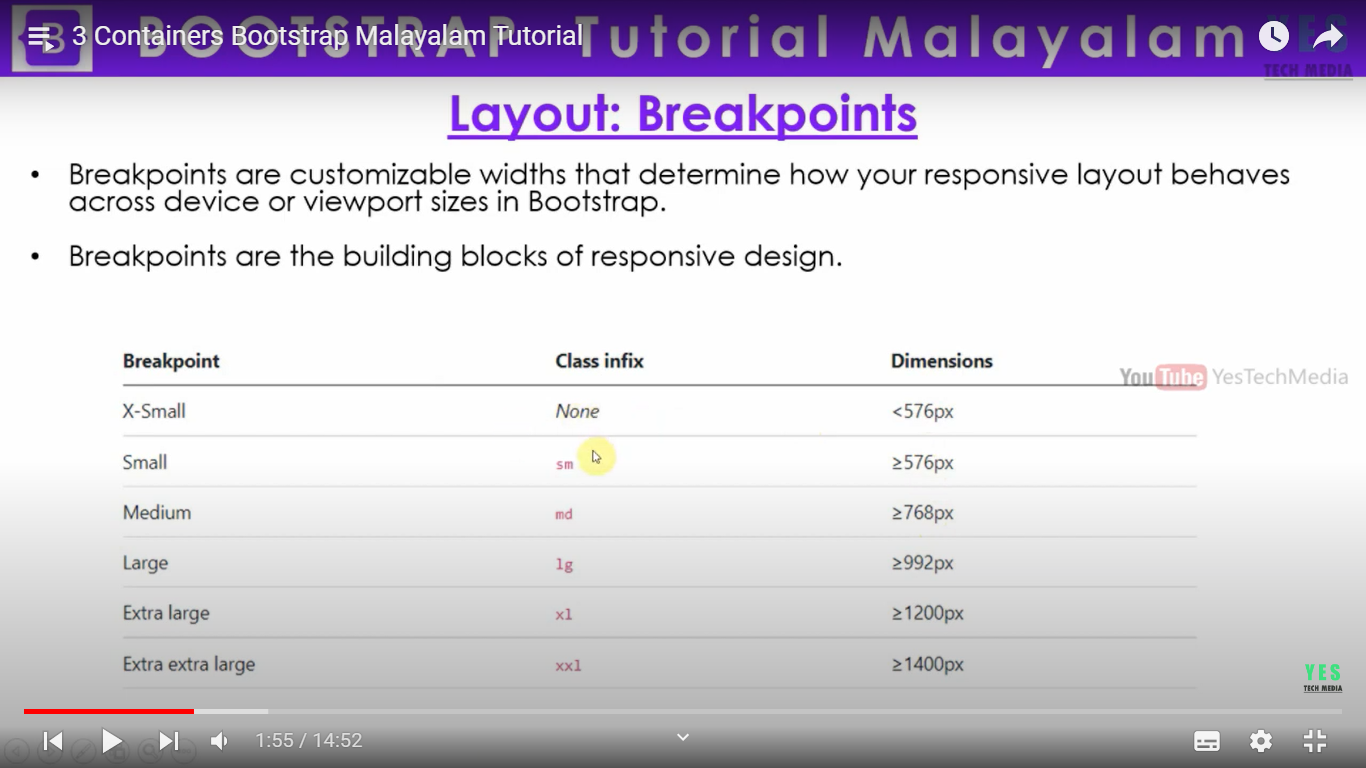 BOOTSTRAP Tutorial Malayalam
3 Containers Bootstrap Malayalam Tutorial
B
YES
TECH MEDIA
Layout: Breakpoints
• Breakpoints are customizable widths that determine how your responsive layout behaves
across device or viewport sizes in Bootstrap.
• Breakpoints are the building blocks of responsive design.
Breakpoint Class infix Dimensions
YouTube YesTechMedia
X-Small None <576px
Small sm ≥576px
Medium md ≥768px
Large lg ≥992px
Extra large xl ≥1200px
Extra extra large xxl ≥1400px
YES
TECH MEDIA
1:55 / 14:52